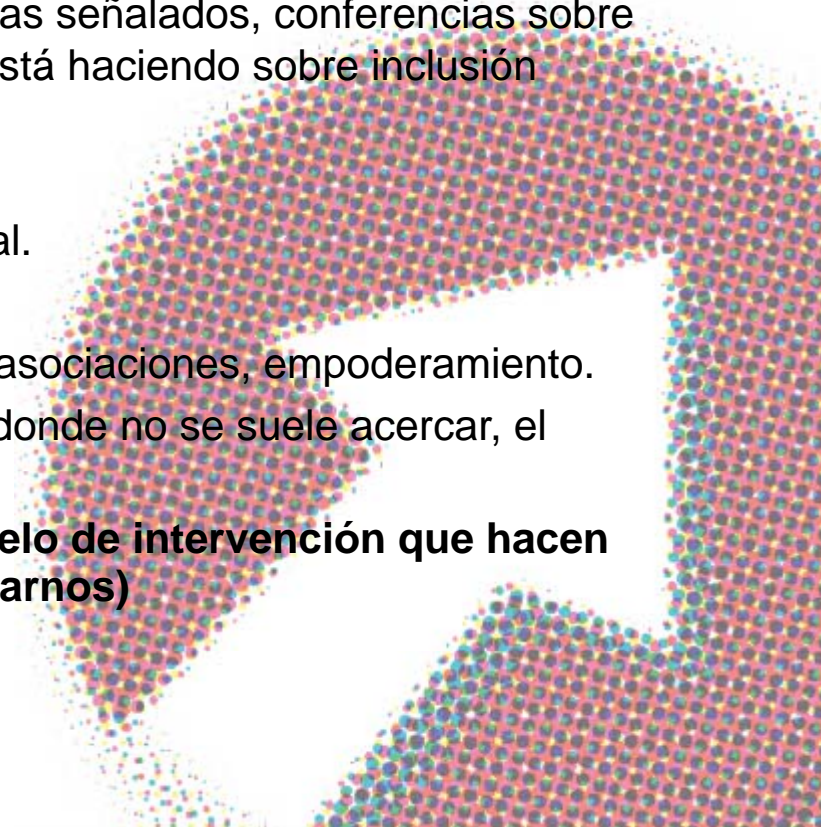 as señalados, conferencias sobre
stá haciendo sobre inclusión
al.
asociaciones, empoderamiento.
donde no se suele acercar, el
elo de intervención que hacen
arnos)